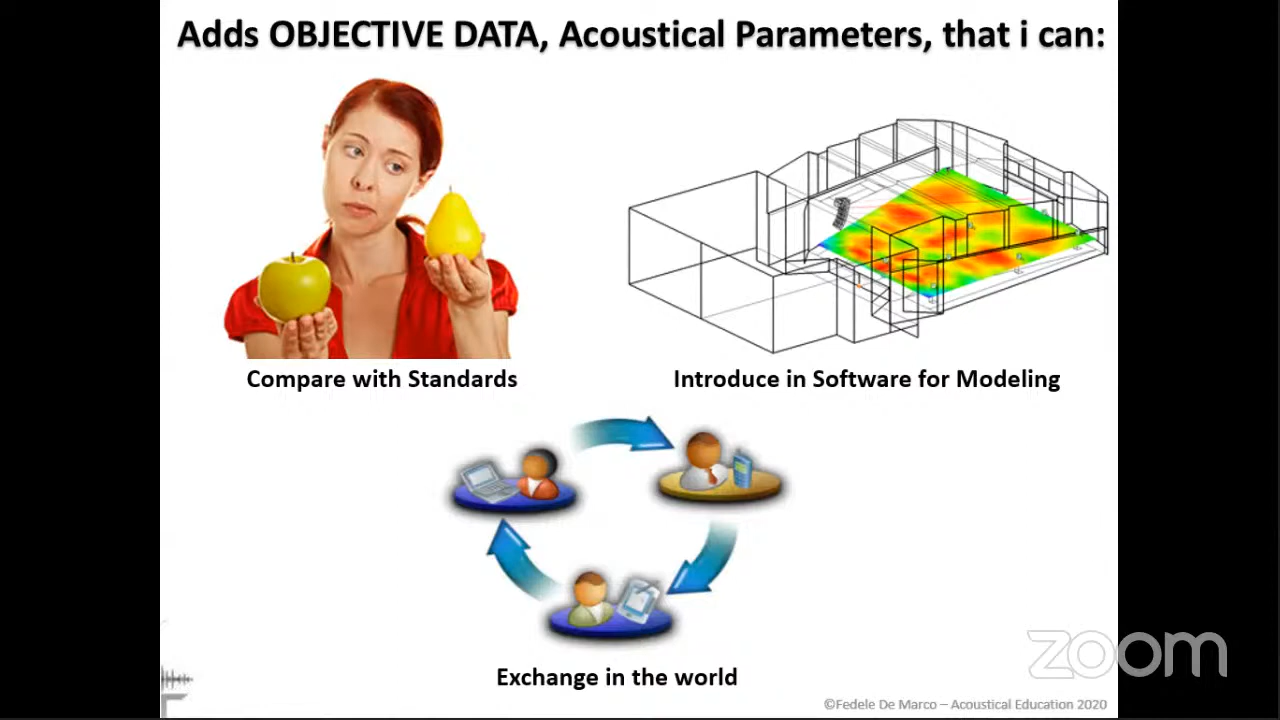 Adds OBJECTIVE DATA, Acoustical Parameters, that i can:
Compare with Standards
Introduce in Software for Modeling
Exchange in the world
zoom
©Fedele De Marco – Acoustical Education 2020